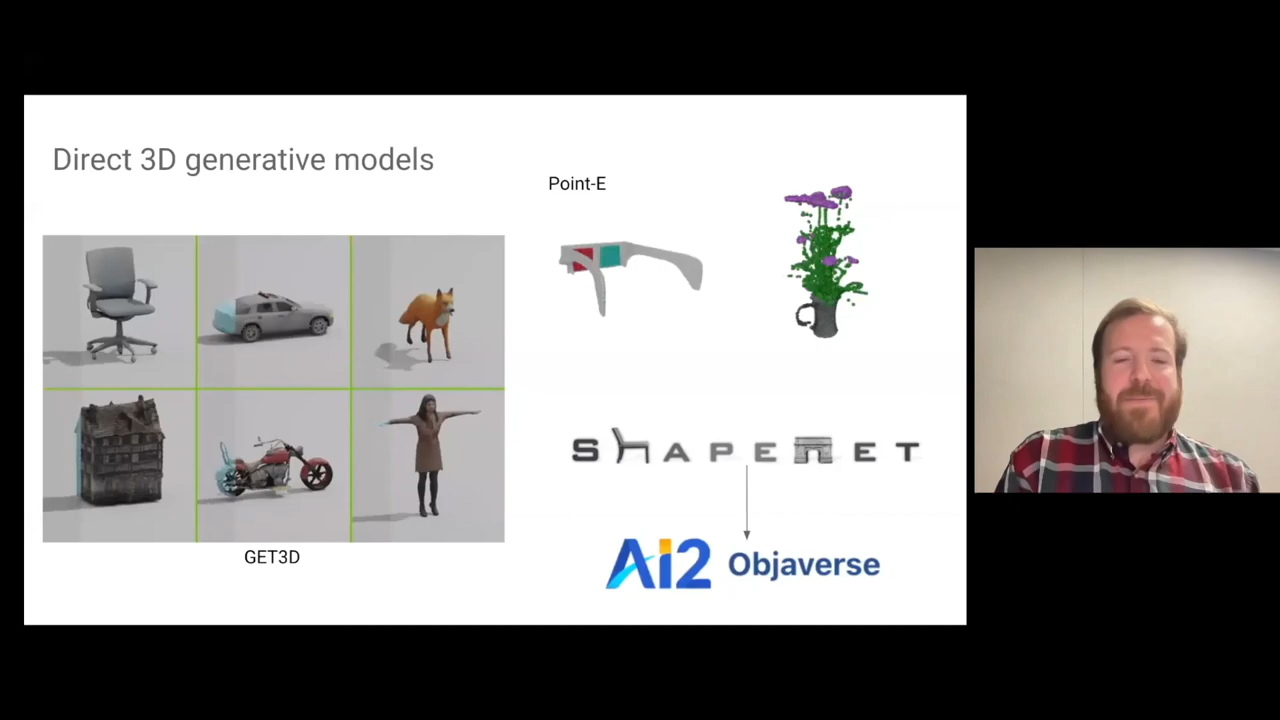 Direct 3D generative models
Point-E
GET3D
SHAPENET
Ai2 Objaverse